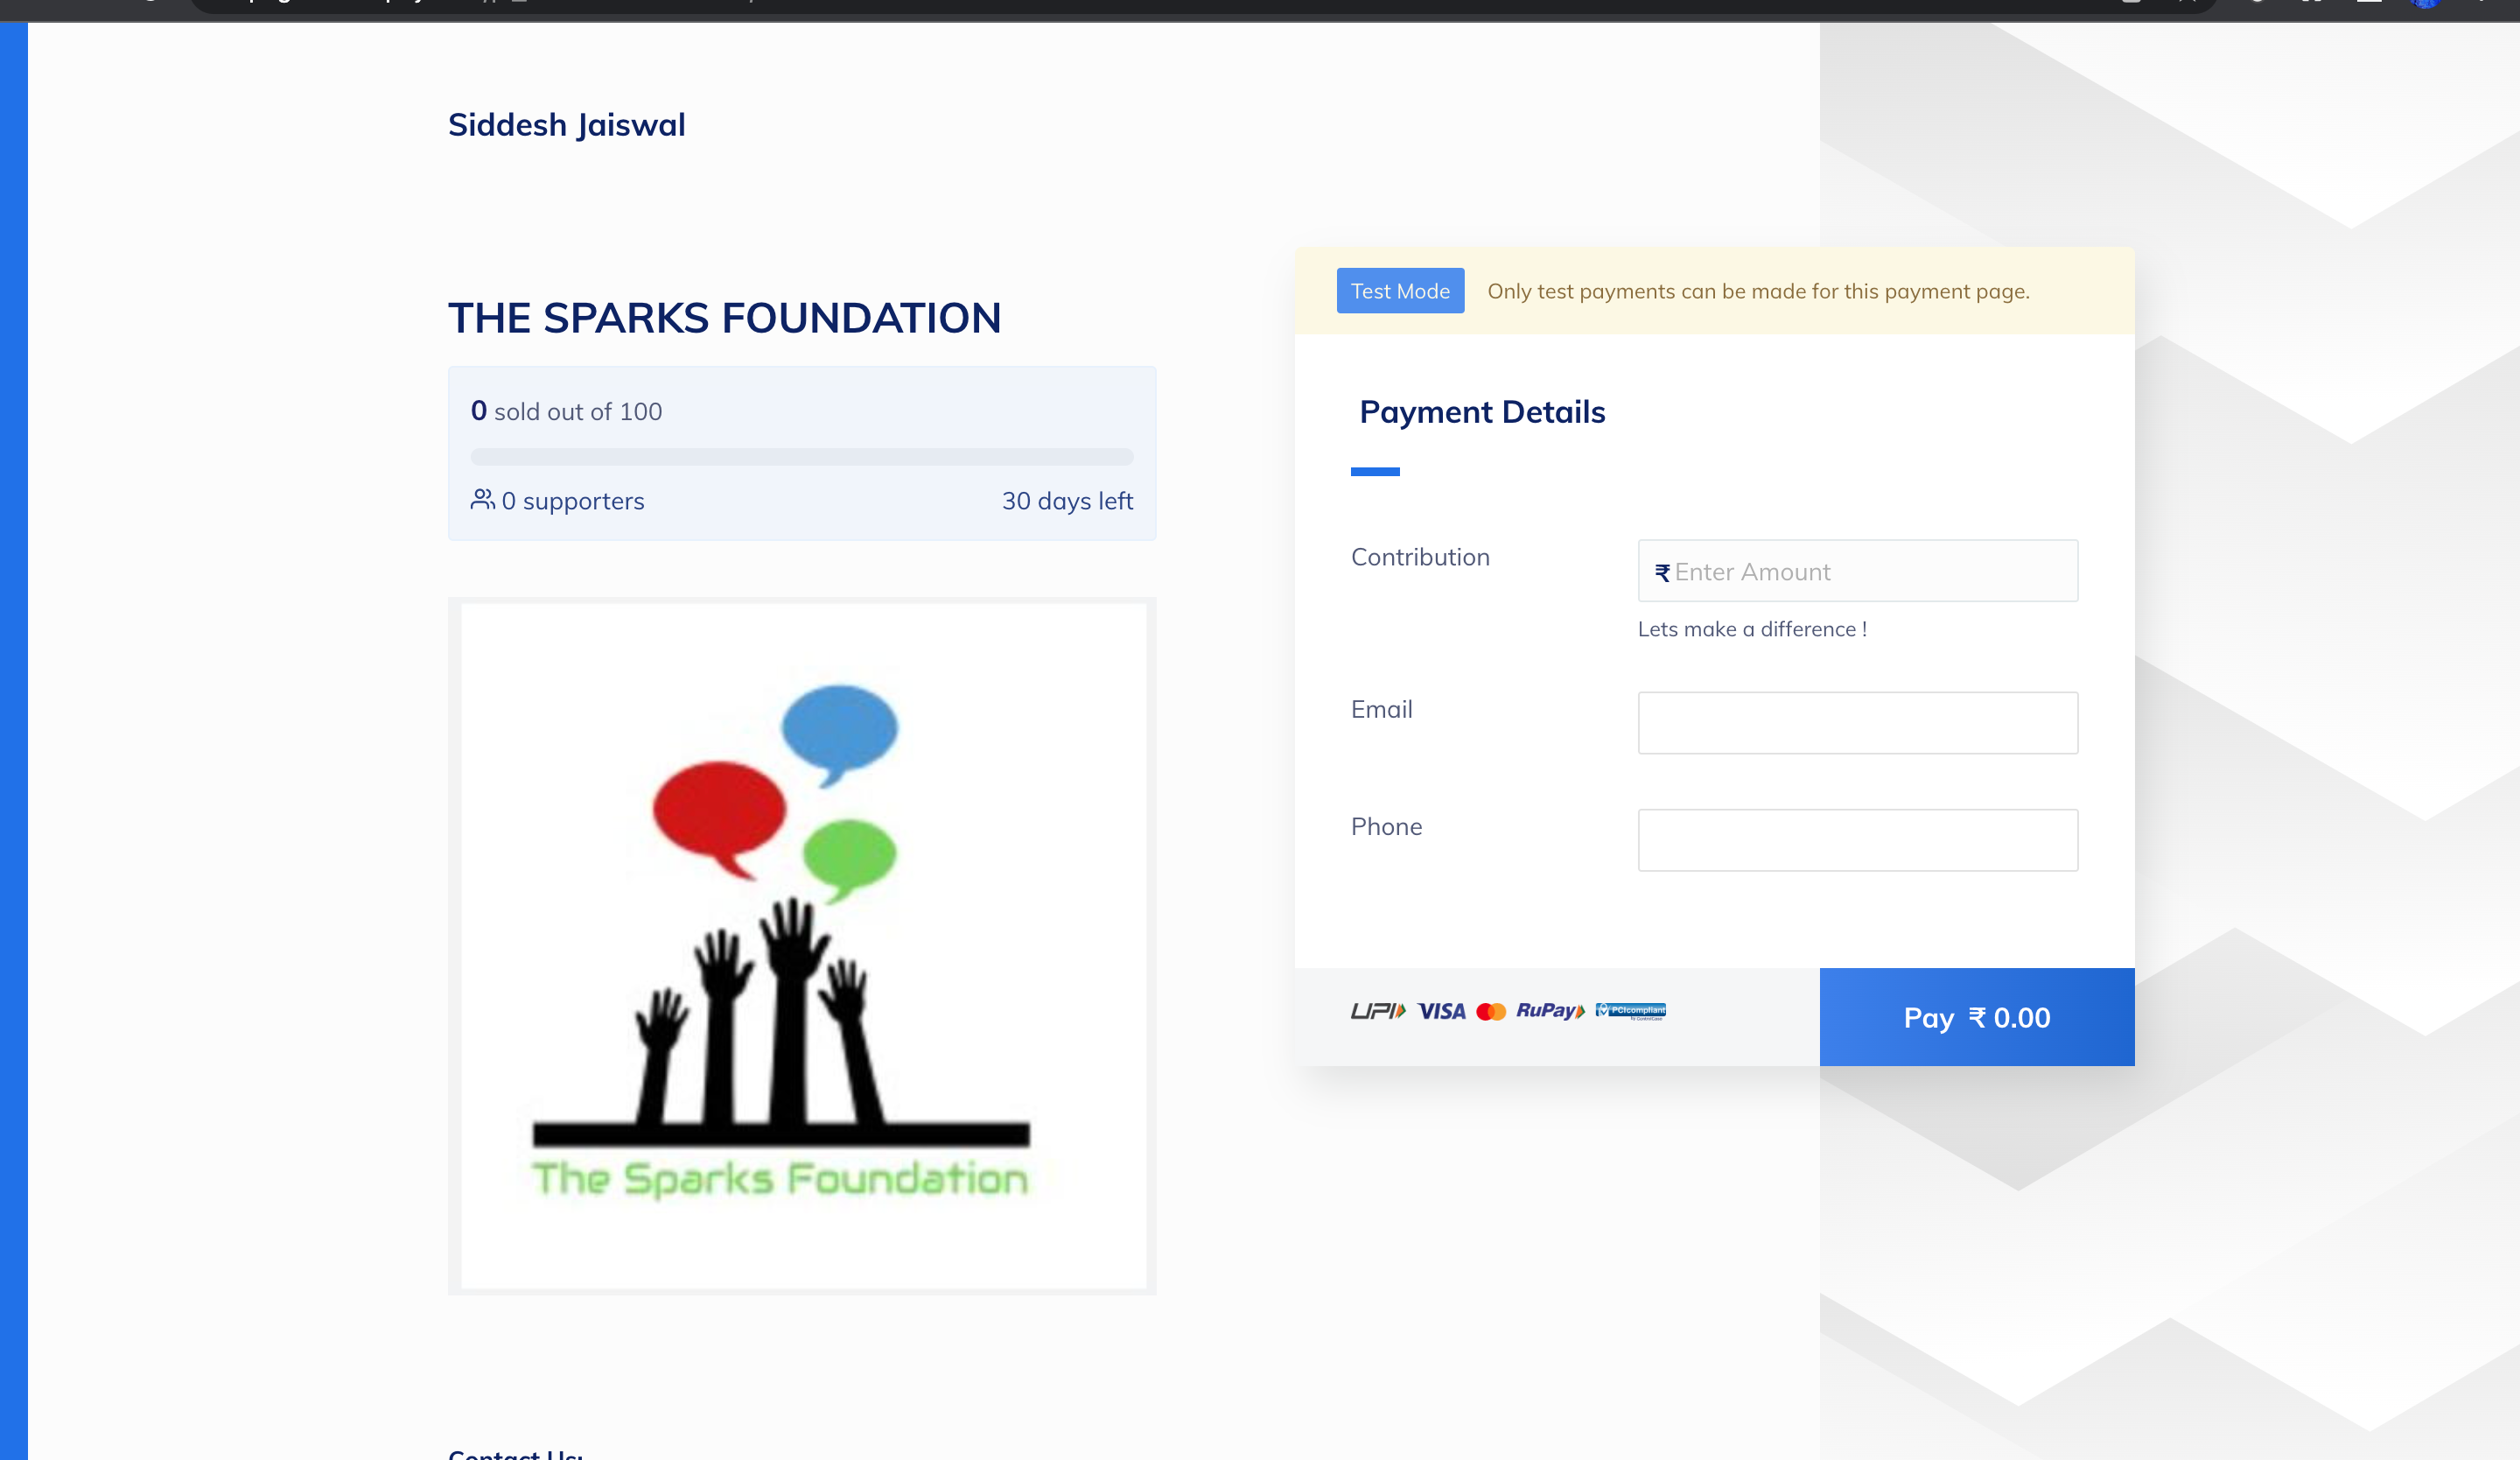 Siddesh Jaiswal
THE SPARKS FOUNDATION
0 sold out of 100
0 supporters
30 days left
The Sparks Foundation
Contact Us:
Test Mode
Only test payments can be made for this payment page.
Payment Details
Contribution
₹ Enter Amount
Lets make a difference !
Email
Phone
UPI VISA RuPay PCI compliant
Pay ₹ 0.00